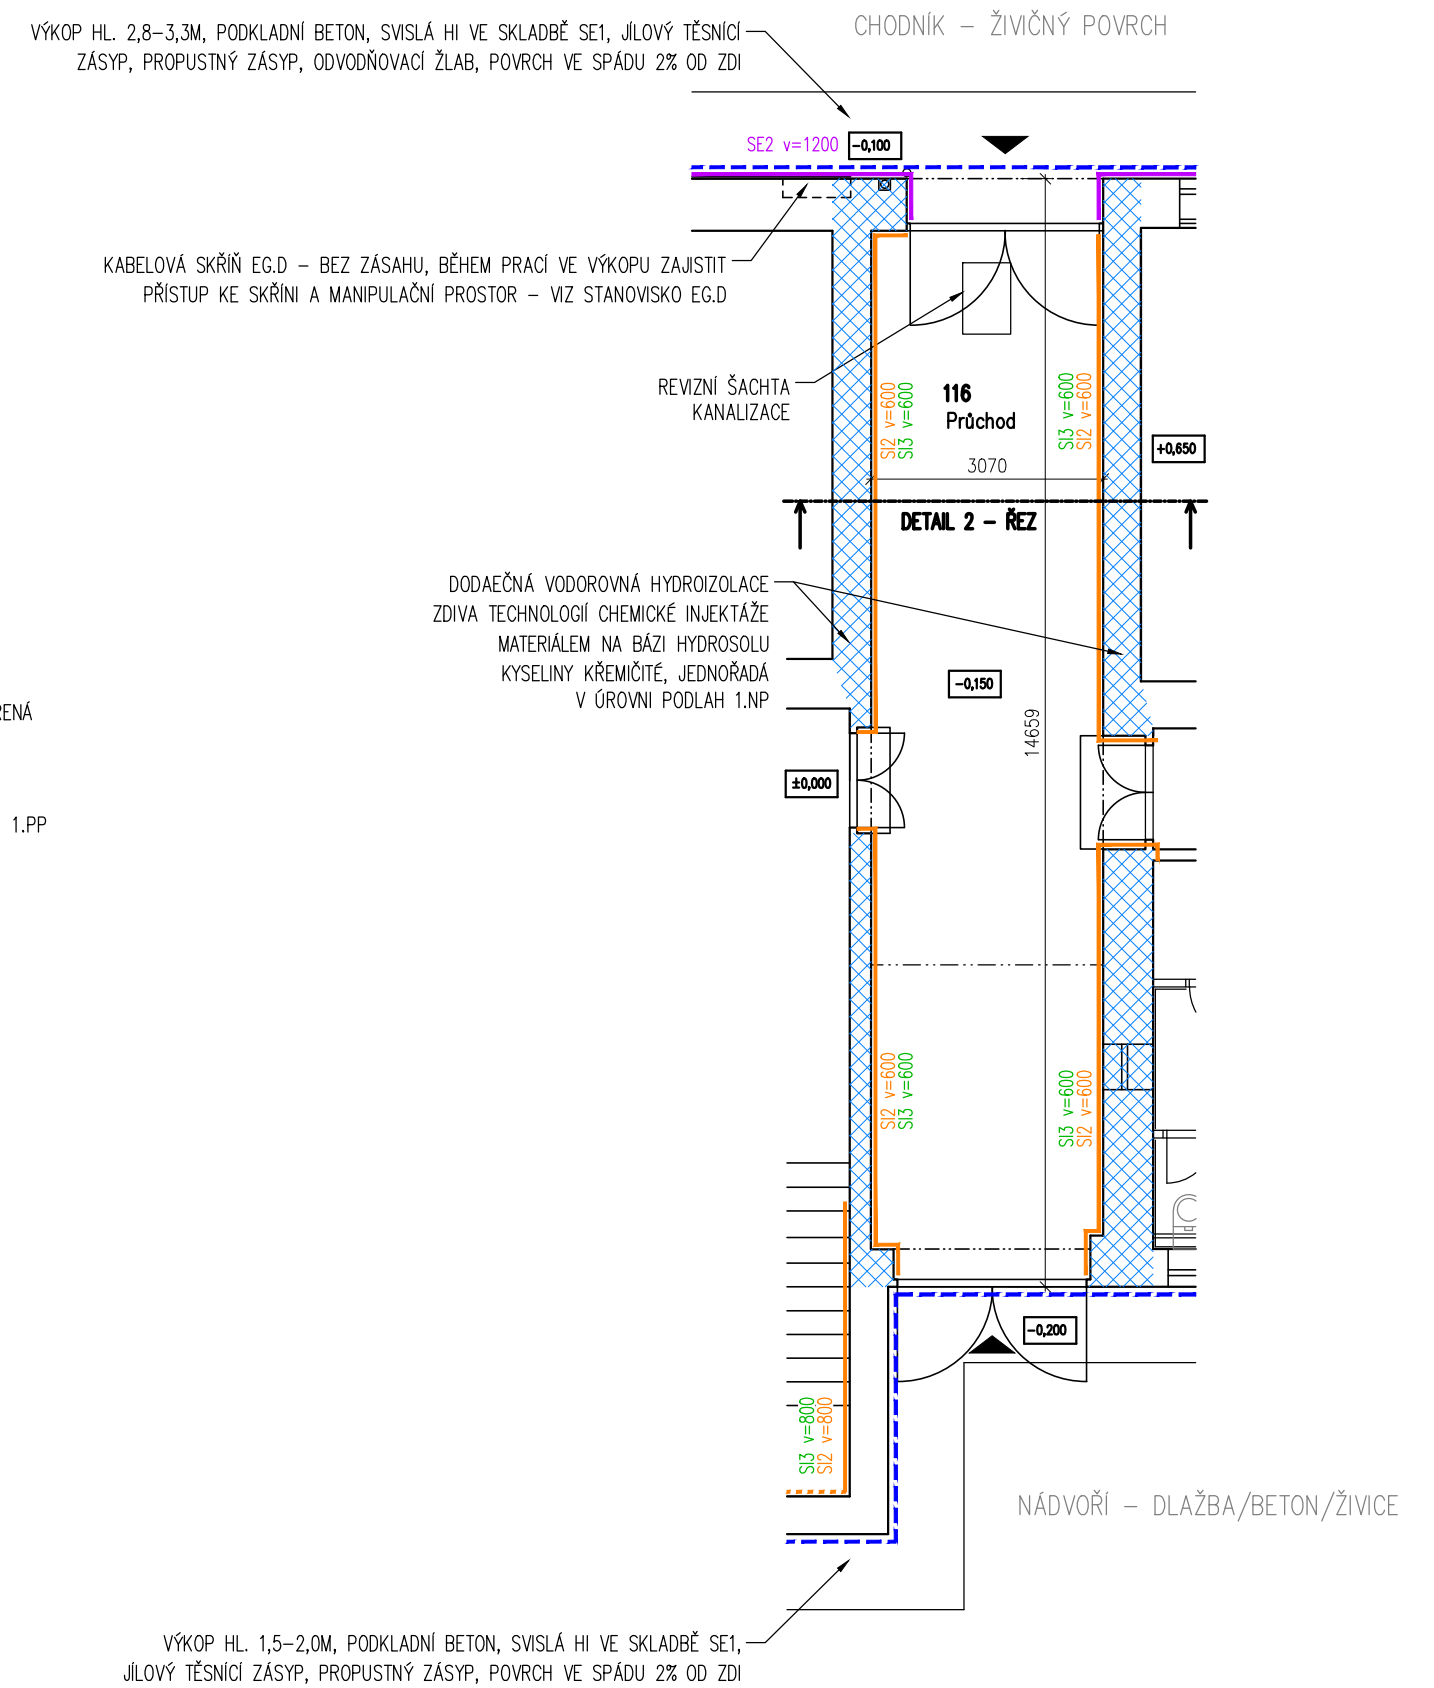 VÝKOP HL. 2,8–3,3M, PODKLADNÍ BETON, SVISLÁ HI VE SKLADBĚ SE1, JÍLOVÝ TĚSNÍCÍ
ZÁSYP, PROPUSTNÝ ZÁSYP, ODVODŇOVACÍ ŽLAB, POVRCH VE SPÁDU 2% OD ZDI
CHODNÍK – ŽIVIČNÝ POVRCH
SE2 v=1200
-0,100
KABELOVÁ SKŘÍŇ EG.D – BEZ ZÁSAHU, BĚHEM PRACÍ VE VÝKOPU ZAJISTIT
PŘÍSTUP KE SKŘÍNI A MANIPULAČNÍ PROSTOR – VIZ STANOVISKO EG.D
REVIZNÍ ŠACHTA
KANALIZACE
SI2 v=600
SI3 v=600
116
Průchod
SI3 v=600
SI2 v=600
+0,650
3070
DETAIL 2 – ŘEZ
DODAEČNÁ VODOROVNÁ HYDROIZOLACE
ZDIVA TECHNOLOGIÍ CHEMICKÉ INJEKTÁŽE
MATERIÁLEM NA BÁZI HYDROSOLU
KYSELINY KŘEMIČITÉ, JEDNOŘADÁ
V ÚROVNI PODLAH 1.NP
-0,150
14659
ŘENÁ
±0,000
1.PP
SI2 v=600
SI3 v=600
SI3 v=600
SI2 v=600
-0,200
SI3 v=800
SI2 v=800
NÁDVOŘÍ – DLAŽBA/BETON/ŽIVICE
VÝKOP HL. 1,5–2,0M, PODKLADNÍ BETON, SVISLÁ HI VE SKLADBĚ SE1,
JÍLOVÝ TĚSNÍCÍ ZÁSYP, PROPUSTNÝ ZÁSYP, POVRCH VE SPÁDU 2% OD ZDI